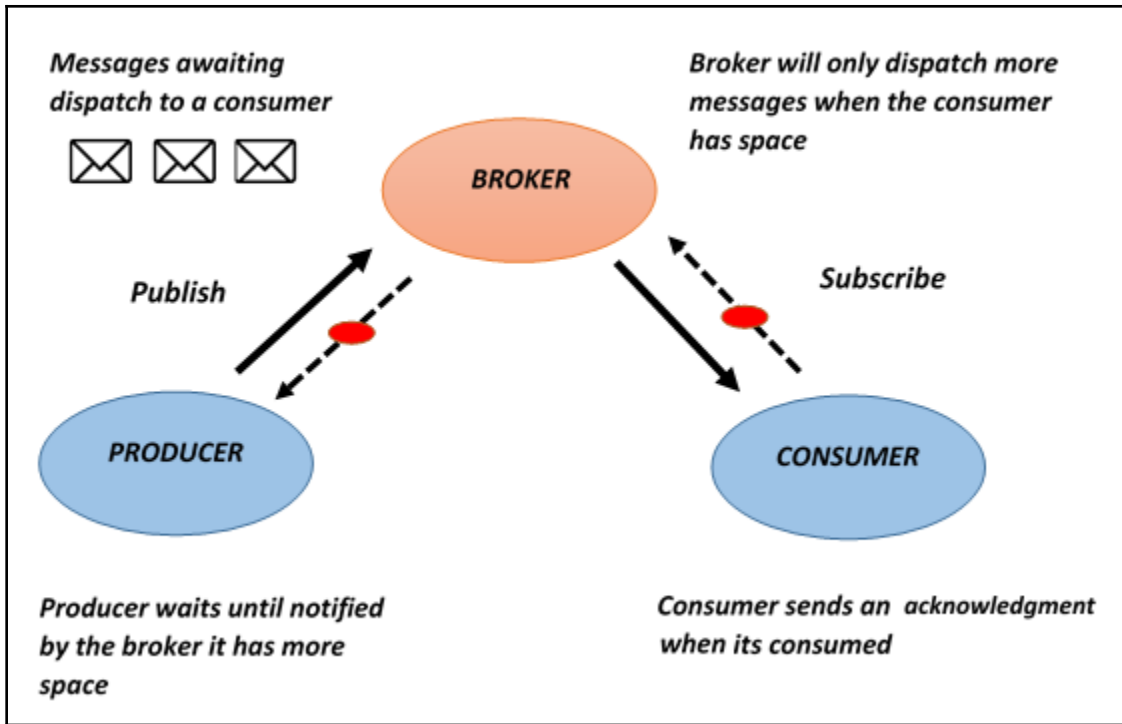 Messages awaiting
dispatch to a consumer
Broker will only dispatch more
messages when the consumer
has space
BROKER
Publish
Subscribe
PRODUCER
CONSUMER
Producer waits until notified
by the broker it has more
space
Consumer sends an acknowledgment
when its consumed